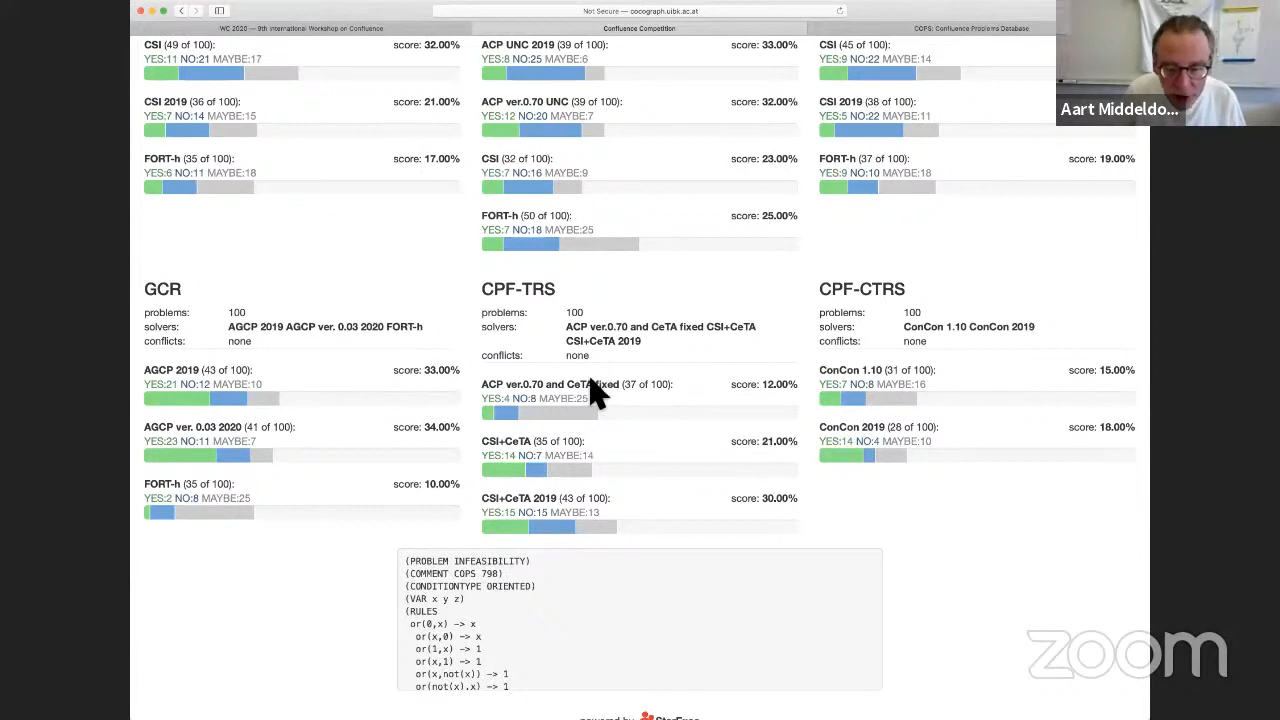 Not Secure — cocograph.uibk.ac.at
WC 2020 — 9th International Workshop on Confluence
Confluence Competition
COPS: Confluence Problems Database
CSI (49 of 100): score: 32.00%
YES:11 NO:21 MAYBE:17
CSI 2019 (36 of 100): score: 21.00%
YES:7 NO:14 MAYBE:15
FORT-h (35 of 100): score: 17.00%
YES:6 NO:11 MAYBE:18
ACP UNC 2019 (39 of 100): score: 33.00%
YES:8 NO:25 MAYBE:6
ACP ver.0.70 UNC (39 of 100): score: 32.00%
YES:12 NO:20 MAYBE:7
CSI (32 of 100): score: 23.00%
YES:7 NO:16 MAYBE:9
FORT-h (50 of 100): score: 25.00%
YES:7 NO:18 MAYBE:25
CSI (45 of 100):
YES:9 NO:22 MAYBE:14
CSI 2019 (38 of 100):
YES:5 NO:22 MAYBE:11
FORT-h (37 of 100): score: 19.00%
YES:9 NO:10 MAYBE:18
Aart Middeldo...
GCR
problems: 100
solvers: AGCP 2019 AGCP ver. 0.03 2020 FORT-h
conflicts: none
AGCP 2019 (43 of 100): score: 33.00%
YES:21 NO:12 MAYBE:10
AGCP ver. 0.03 2020 (41 of 100): score: 34.00%
YES:23 NO:11 MAYBE:7
FORT-h (35 of 100): score: 10.00%
YES:2 NO:8 MAYBE:25
CPF-TRS
problems: 100
solvers: ACP ver.0.70 and CeTA fixed CSI+CeTA
CSI+CeTA 2019
conflicts: none
ACP ver.0.70 and CeTA fixed (37 of 100): score: 12.00%
YES:4 NO:8 MAYBE:25
CSI+CeTA (35 of 100): score: 21.00%
YES:14 NO:7 MAYBE:14
CSI+CeTA 2019 (43 of 100): score: 30.00%
YES:15 NO:15 MAYBE:13
CPF-CTRS
problems: 100
solvers: ConCon 1.10 ConCon 2019
conflicts: none
ConCon 1.10 (31 of 100): score: 15.00%
YES:7 NO:8 MAYBE:16
ConCon 2019 (28 of 100): score: 18.00%
YES:14 NO:4 MAYBE:10
(PROBLEM INFEASIBILITY)
(COMMENT COPS 798)
(CONDITIONTYPE ORIENTED)
(VAR x y z)
(RULES
or(0,x) -> x
or(x,0) -> x
or(1,x) -> 1
or(x,1) -> 1
or(x,not(x)) -> 1
or(not(x),x) -> 1
powered by StarExec
zoom